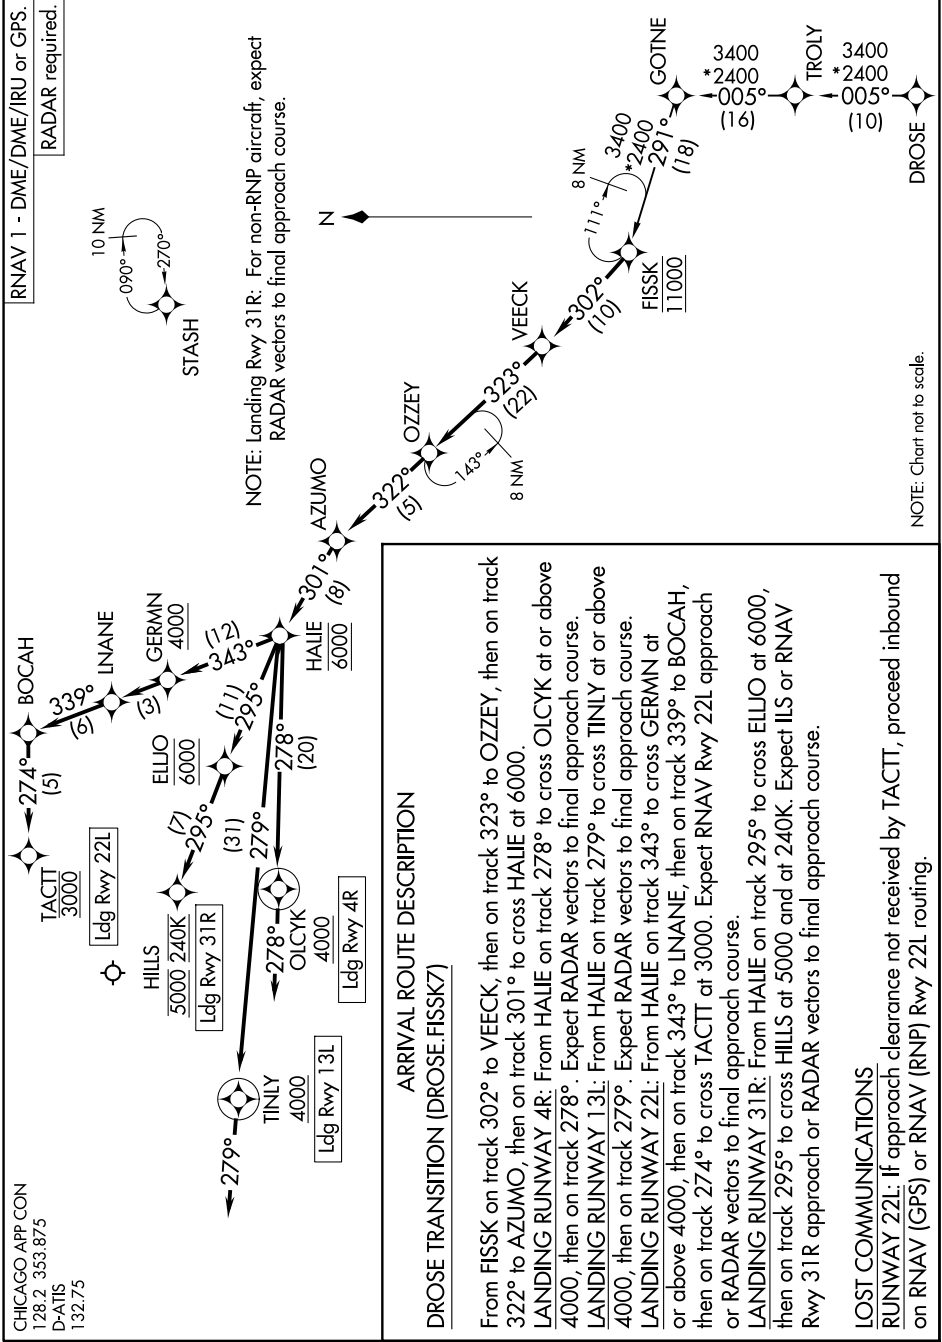 CHICAGO APP CON
128.2 353.875
D-ATIS
132.75
RNAV 1 - DME/DME/IRU or GPS.
RADAR required.
TACTT
3000
Ldg Rwy 22L
274°
(5)
BOCAH
339°
(6)
LNANE
(3)
GERMN
4000
(12)
343°
HILLS
5000 240K
Ldg Rwy 31R
(7)
295°
ELLJO
6000
(11)
295°
10 NM
090°
270°
STASH
279°
TINLY
4000
Ldg Rwy 13L
(31)
279°
278°
OLCYK
4000
Ldg Rwy 4R
278°
(20)
HALIE
6000
301°
(8)
AZUMO
322°
(5)
OZZEY
143°
8 NM
323°
(22)
VEECK
302°
(10)
FISSK
11000
111°
8 NM
3400
*2400
291°
(18)
GOTNE
3400
*2400
005°
(16)
TROLY
3400
*2400
005°
(10)
DROSE
N
NOTE: Landing Rwy 31R: For non-RNP aircraft, expect
RADAR vectors to final approach course.
NOTE: Chart not to scale.
ARRIVAL ROUTE DESCRIPTION
DROSE TRANSITION (DROSE.FISSK7)
From FISSK on track 302° to VEECK, then on track 323° to OZZEY, then on track
322° to AZUMO, then on track 301° to cross HALIE at 6000.
LANDING RUNWAY 4R: From HALIE on track 278° to cross OLCYK at or above
4000, then on track 278°. Expect RADAR vectors to final approach course.
LANDING RUNWAY 13L: From HALIE on track 279° to cross TINLY at or above
4000, then on track 279°. Expect RADAR vectors to final approach course.
LANDING RUNWAY 22L: From HALIE on track 343° to cross GERMN at
or above 4000, then on track 343° to LNANE, then on track 339° to BOCAH,
then on track 274° to cross TACTT at 3000. Expect RNAV Rwy 22L approach
or RADAR vectors to final approach course.
LANDING RUNWAY 31R: From HALIE on track 295° to cross ELLJO at 6000,
then on track 295° to cross HILLS at 5000 and at 240K. Expect ILS or RNAV
Rwy 31R approach or RADAR vectors to final approach course.
LOST COMMUNICATIONS
RUNWAY 22L: If approach clearance not received by TACTT, proceed inbound
on RNAV (GPS) or RNAV (RNP) Rwy 22L routing.